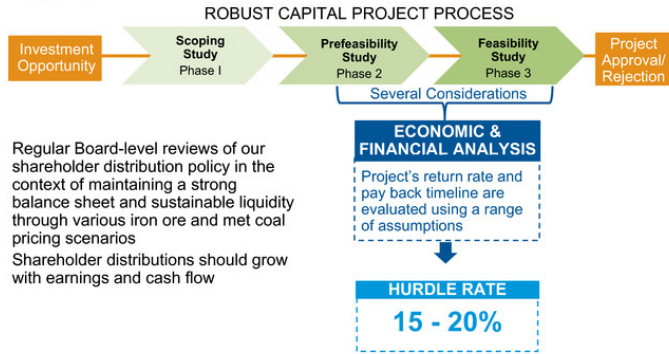 ROBUST CAPITAL PROJECT PROCESS
Investment
Opportunity
Scoping
Study
Phase I
Prefeasibility
Study
Phase 2
Feasibility
Study
Phase 3
Project
Approval/
Rejection
Several Considerations
ECONOMIC &
FINANCIAL ANALYSIS
Project's return rate and
pay back timeline are
evaluated using a range
of assumptions
HURDLE RATE
15 - 20%
Regular Board-level reviews of our
shareholder distribution policy in the
context of maintaining a strong
balance sheet and sustainable liquidity
through various iron ore and met coal
pricing scenarios
Shareholder distributions should grow
with earnings and cash flow